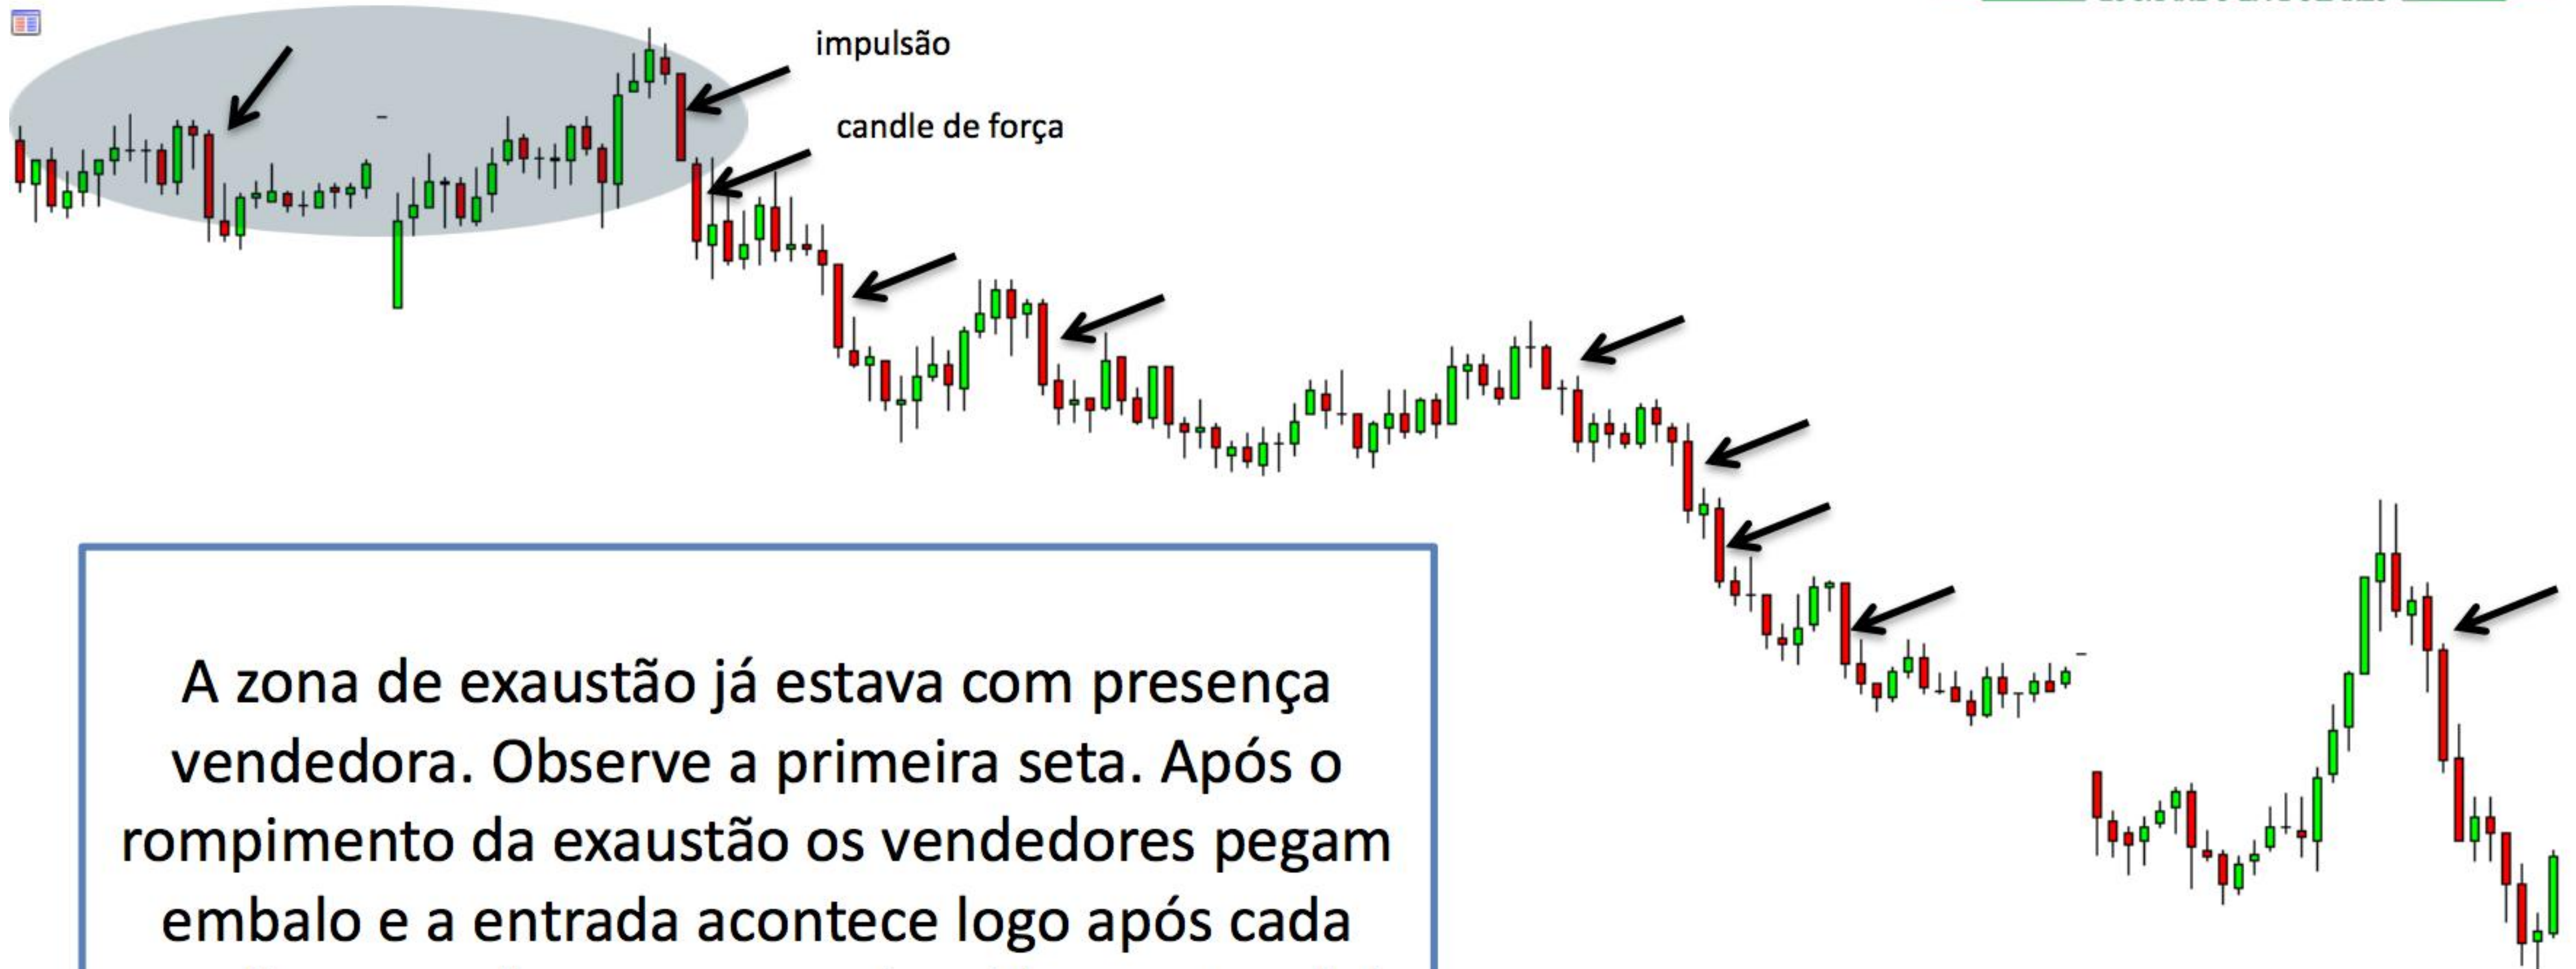 impulsão
candle de força
A zona de exaustão já estava com presença
vendedora. Observe a primeira seta. Após o
rompimento da exaustão os vendedores pegam
embalo e a entrada acontece logo após cada